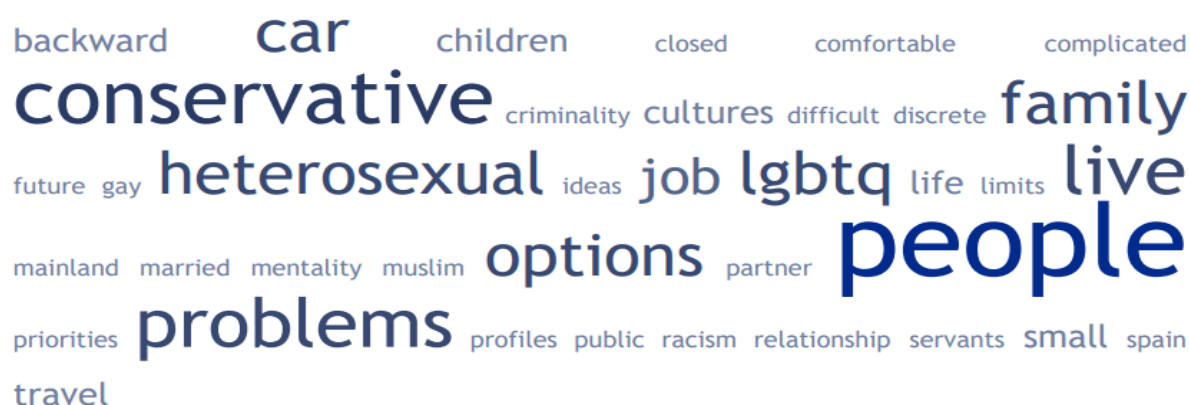 backward car children closed comfortable complicated
conservative criminality cultures difficult discrete family
future gay heterosexual ideas job lgbtq life limits live
mainland married mentality muslim options partner people
priorities problems profiles public racism relationship servants small spain
travel